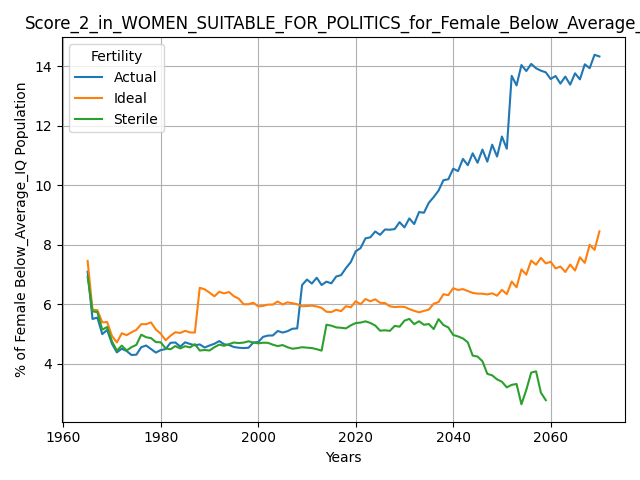 Score_2_in_WOMEN_SUITABLE_FOR_POLITICS_for_Female_Below_Average_
Fertility
Actual
Ideal
Sterile
% of Female Below_Average_IQ Population
14
12
10
8
6
4
1960 1980 2000 2020 2040 2060
Years